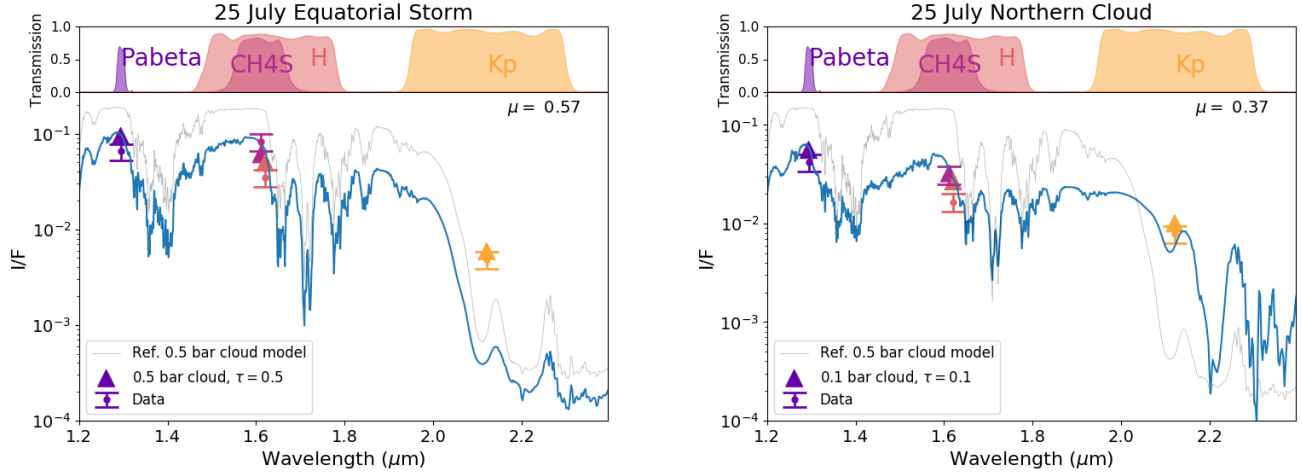 25 July Equatorial Storm
Transmission
1.0
0.5
0.0
Pabeta
CH4S
H
Kp
μ = 0.57
I/F
10⁻¹
10⁻²
10⁻³
10⁻⁴
Ref. 0.5 bar cloud model
0.5 bar cloud, τ = 0.5
Data
1.2 1.4 1.6 1.8 2.0 2.2
Wavelength (μm)
25 July Northern Cloud
Transmission
1.0
0.5
0.0
Pabeta
CH4S
H
Kp
μ = 0.37
I/F
10⁻¹
10⁻²
10⁻³
10⁻⁴
Ref. 0.5 bar cloud model
0.1 bar cloud, τ = 0.1
Data
1.2 1.4 1.6 1.8 2.0 2.2
Wavelength (μm)